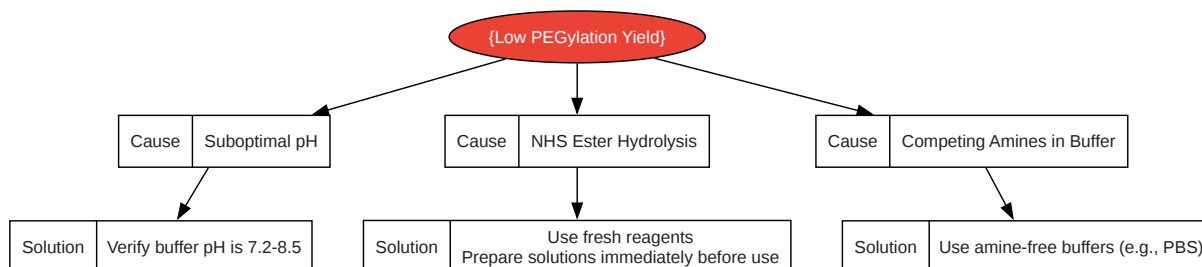 {Low PEGylation Yield}
Cause
Suboptimal pH
Cause
NHS Ester Hydrolysis
Cause
Competing Amines in Buffer
Solution
Verify buffer pH is 7.2-8.5
Solution
Use fresh reagents
Prepare solutions immediately before use
Solution
Use amine-free buffers (e.g., PBS)